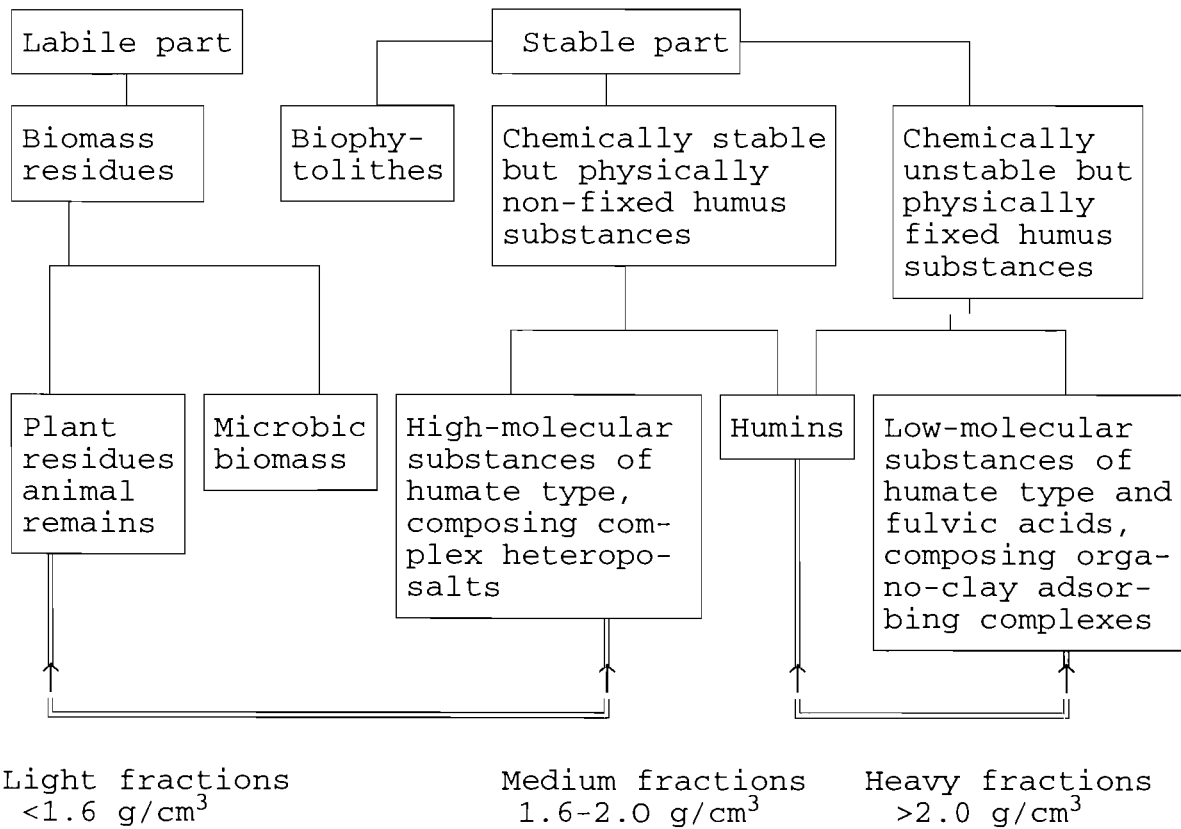 Labile part
Stable part
Biomass
residues
Biophy-
tolithes
Chemically stable
but physically
non-fixed humus
substances
Chemically
unstable but
physically
fixed humus
substances
Plant
residues
animal
remains
Microbic
biomass
High-molecular
substances of
humate type,
composing com-
plex heteropo-
salts
Humins
Low-molecular
substances of
humate type and
fulvic acids,
composing orga-
no-clay adsor-
bing complexes
Light fractions
<1.6 g/cm³
Medium fractions
1.6-2.O g/cm³
Heavy fractions
>2.0 g/cm³